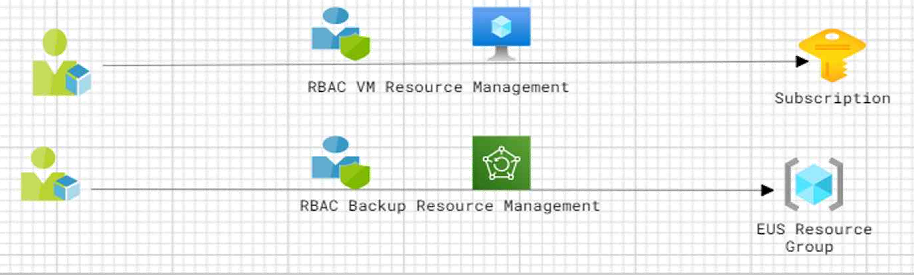 RBAC VM Resource Management
Subscription
RBAC Backup Resource Management
EUS Resource
Group